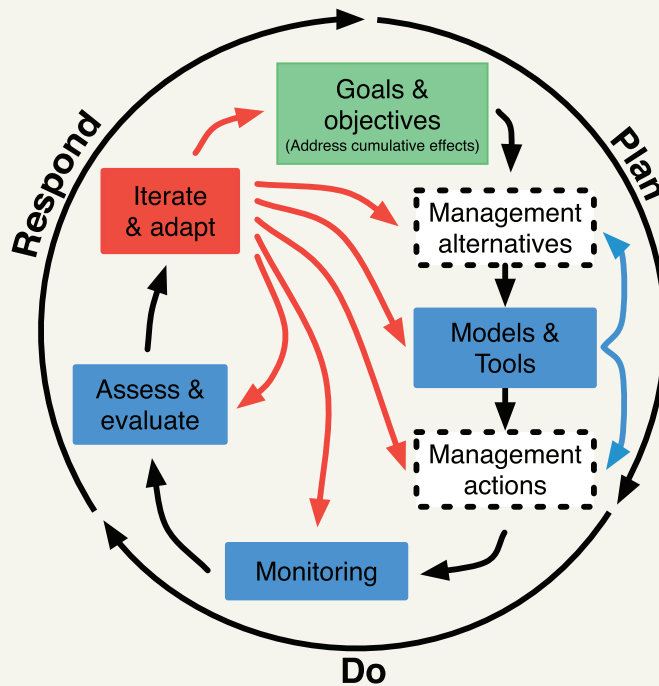 Goals &
objectives
(Address cumulative effects)
Plan
Respond
Iterate
& adapt
Management
alternatives
Models &
Tools
Assess &
evaluate
Management
actions
Monitoring
Do